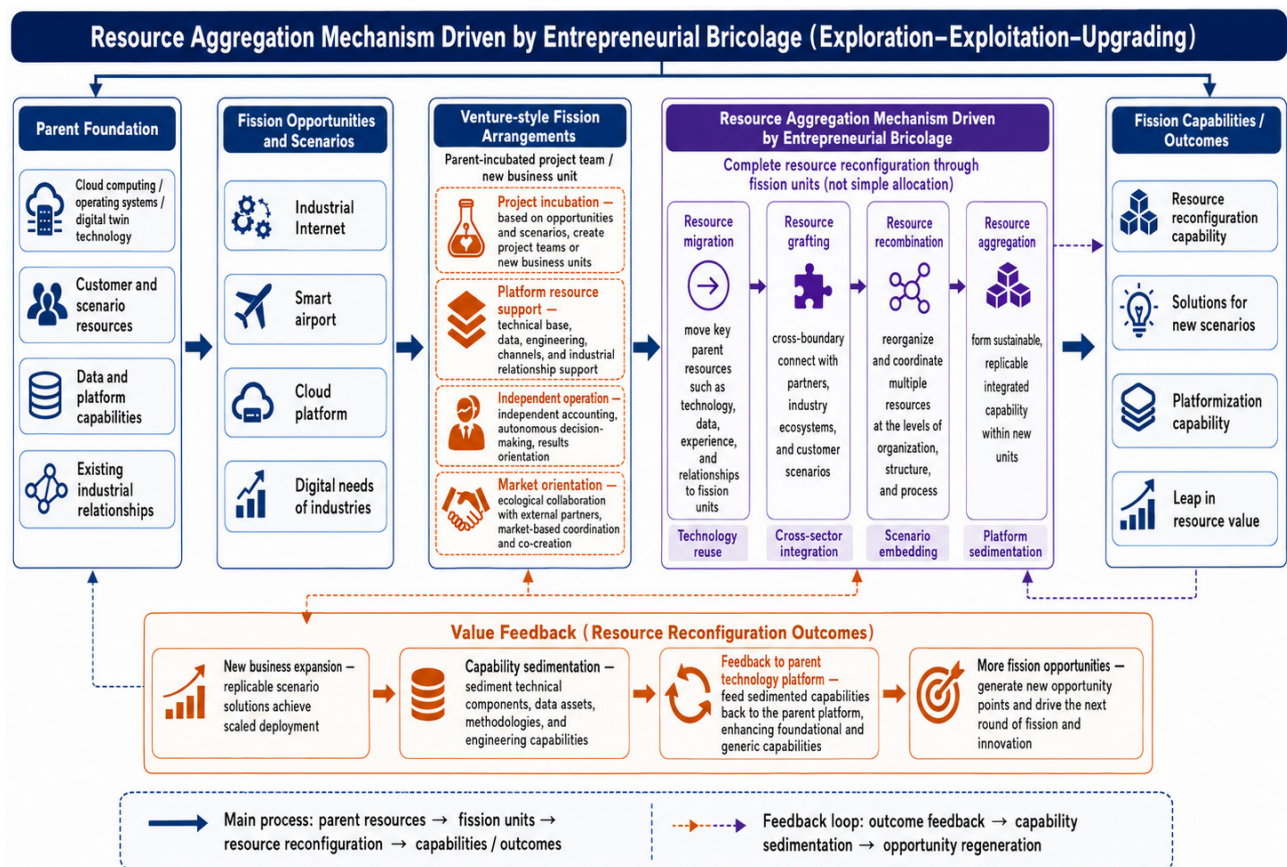 Resource Aggregation Mechanism Driven by Entrepreneurial Bricolage (Exploration–Exploitation–Upgrading)
Parent Foundation
Cloud computing /
operating systems /
digital twin
technology
Customer and
scenario
resources
Data and
platform
capabilities
Existing
industrial
relationships
Fission Opportunities
and Scenarios
Industrial
Internet
Smart
airport
Cloud
platform
Digital needs
of industries
Venture-style Fission
Arrangements
Parent-incubated project team /
new business unit
Project incubation —
based on opportunities
and scenarios, create
project teams or
new business units
Platform resource
support —
technical base,
data, engineering,
channels, and industrial
relationship support
Independent operation —
independent accounting,
autonomous decision-
making, results
orientation
Market orientation —
ecological collaboration
with external partners,
market-based coordination
and co-creation
Resource Aggregation Mechanism Driven
by Entrepreneurial Bricolage
Complete resource reconfiguration through
fission units (not simple allocation)
Resource
migration
move key
parent
resources
such as
technology,
data,
experience,
and
relationships
to fission
units
Technology
reuse
Resource
grafting
cross-boundary
connect with
partners,
industry
ecosystems,
and customer
scenarios
Cross-sector
integration
Resource
recombination
reorganize
and coordinate
multiple
resources
at the levels of
organization,
structure,
and process
Scenario
embedding
Resource
aggregation
form sustainable,
replicable
integrated
capability
within new
units
Platform
sedimentation
Fission Capabilities /
Outcomes
Resource
reconfiguration
capability
Solutions for
new scenarios
Platformization
capability
Leap in
resource value
Value Feedback (Resource Reconfiguration Outcomes)
New business expansion —
replicable scenario
solutions achieve
scaled deployment
Capability sedimentation —
sediment technical
components, data assets,
methodologies, and
engineering capabilities
Feedback to parent
technology platform —
feed sedimented capabilities
back to the parent platform,
enhancing foundational and
generic capabilities
More fission opportunities —
generate new opportunity
points and drive the next
round of fission and
innovation
Main process: parent resources → fission units →
resource reconfiguration → capabilities / outcomes
Feedback loop: outcome feedback → capability
sedimentation → opportunity regeneration